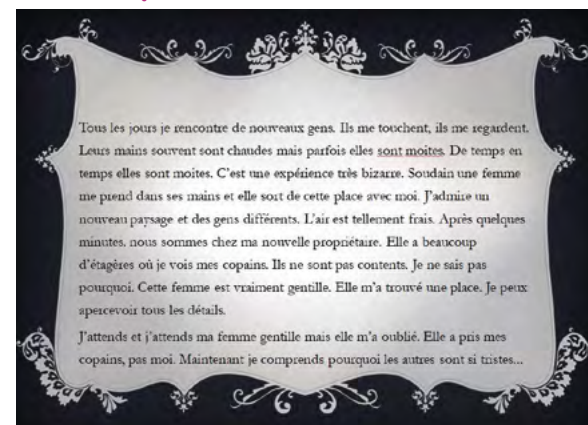 Tous les jours je rencontre de nouveaux gens. Ils me touchent, ils me regardent.
Leurs mains souvent sont chaudes mais parfois elles sont moites. De temps en
temps elles sont moites. C'est une expérience très bizarre. Soudain une femme
me prend dans ses mains et elle sort de cette place avec moi. J'admire un
nouveau paysage et des gens différents. L'air est tellement frais. Après quelques
minutes, nous sommes chez ma nouvelle propriétaire. Elle a beaucoup
d'étagères où je vois mes copains. Ils ne sont pas contents. Je ne sais pas
pourquoi. Cette femme est vraiment gentille. Elle m'a trouvé une place. Je peux
apercevoir tous les détails.
J'attends et j'attends ma femme gentille mais elle m'a oublié. Elle a pris mes
copains, pas moi. Maintenant je comprends pourquoi les autres sont si tristes...